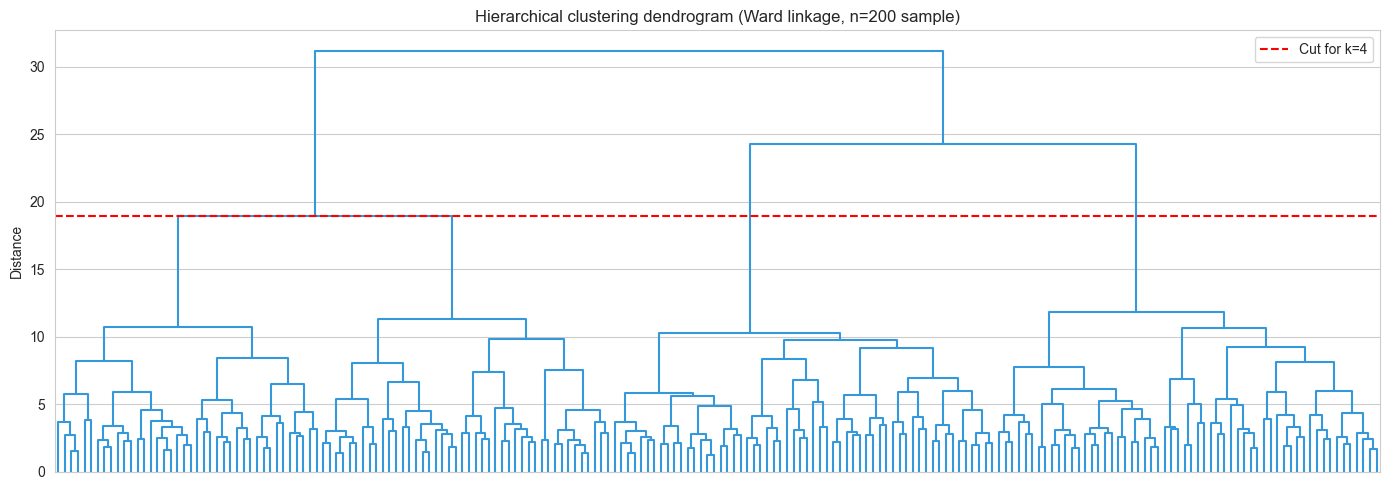 Hierarchical clustering dendrogram (Ward linkage, n=200 sample)
Cut for k=4
Distance
30
25
20
15
10
5
0